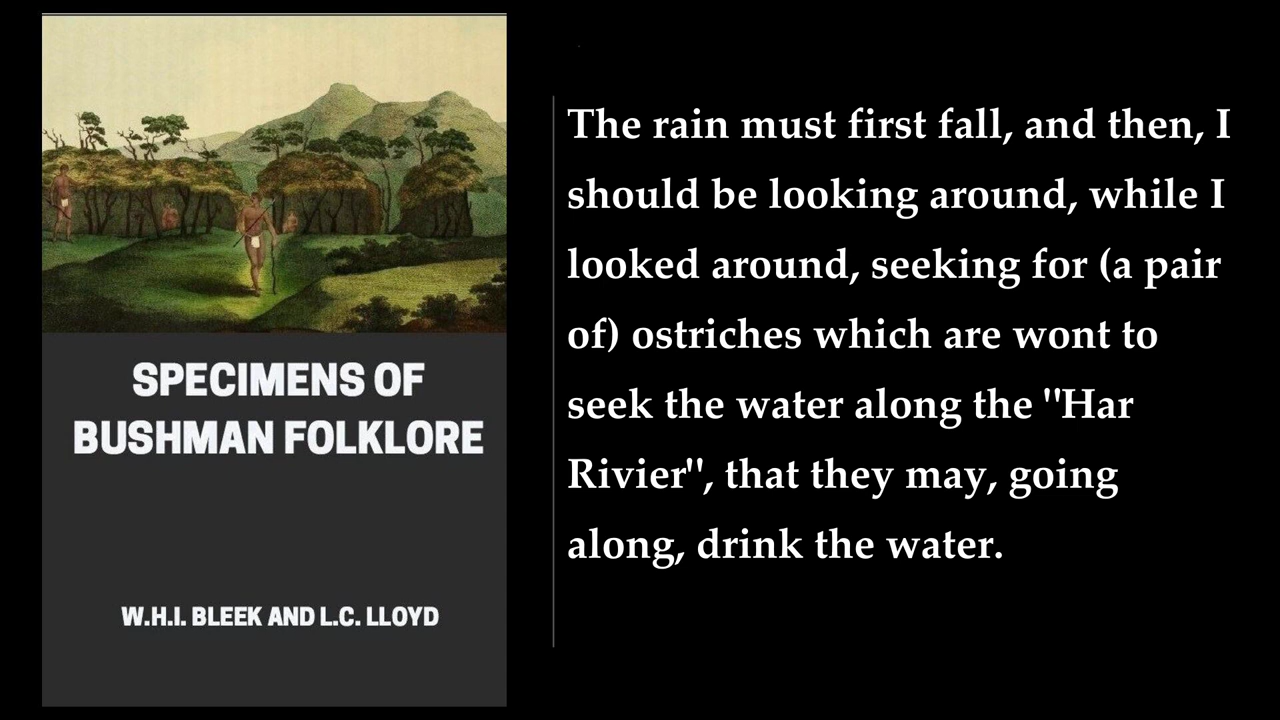 SPECIMENS OF
BUSHMAN FOLKLORE
W.H.I. BLEEK AND L.C. LLOYD
The rain must first fall, and then, I
should be looking around, while I
looked around, seeking for (a pair
of) ostriches which are wont to
seek the water along the "Har
Rivier", that they may, going
along, drink the water.